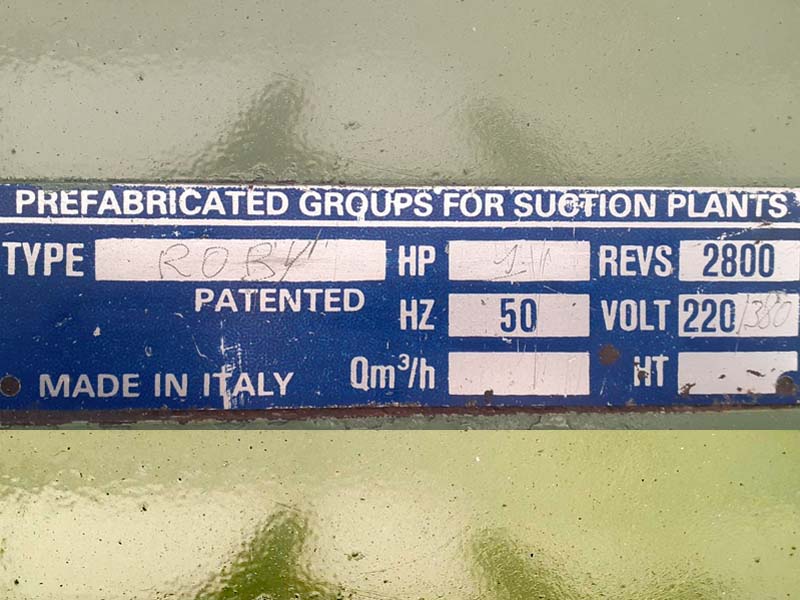 PREFABRICATED GROUPS FOR SUCTION PLANTS
TYPE ROBY HP 1 REVS 2800
PATENTED HZ 50 VOLT 220/380
MADE IN ITALY Qm³/h HT